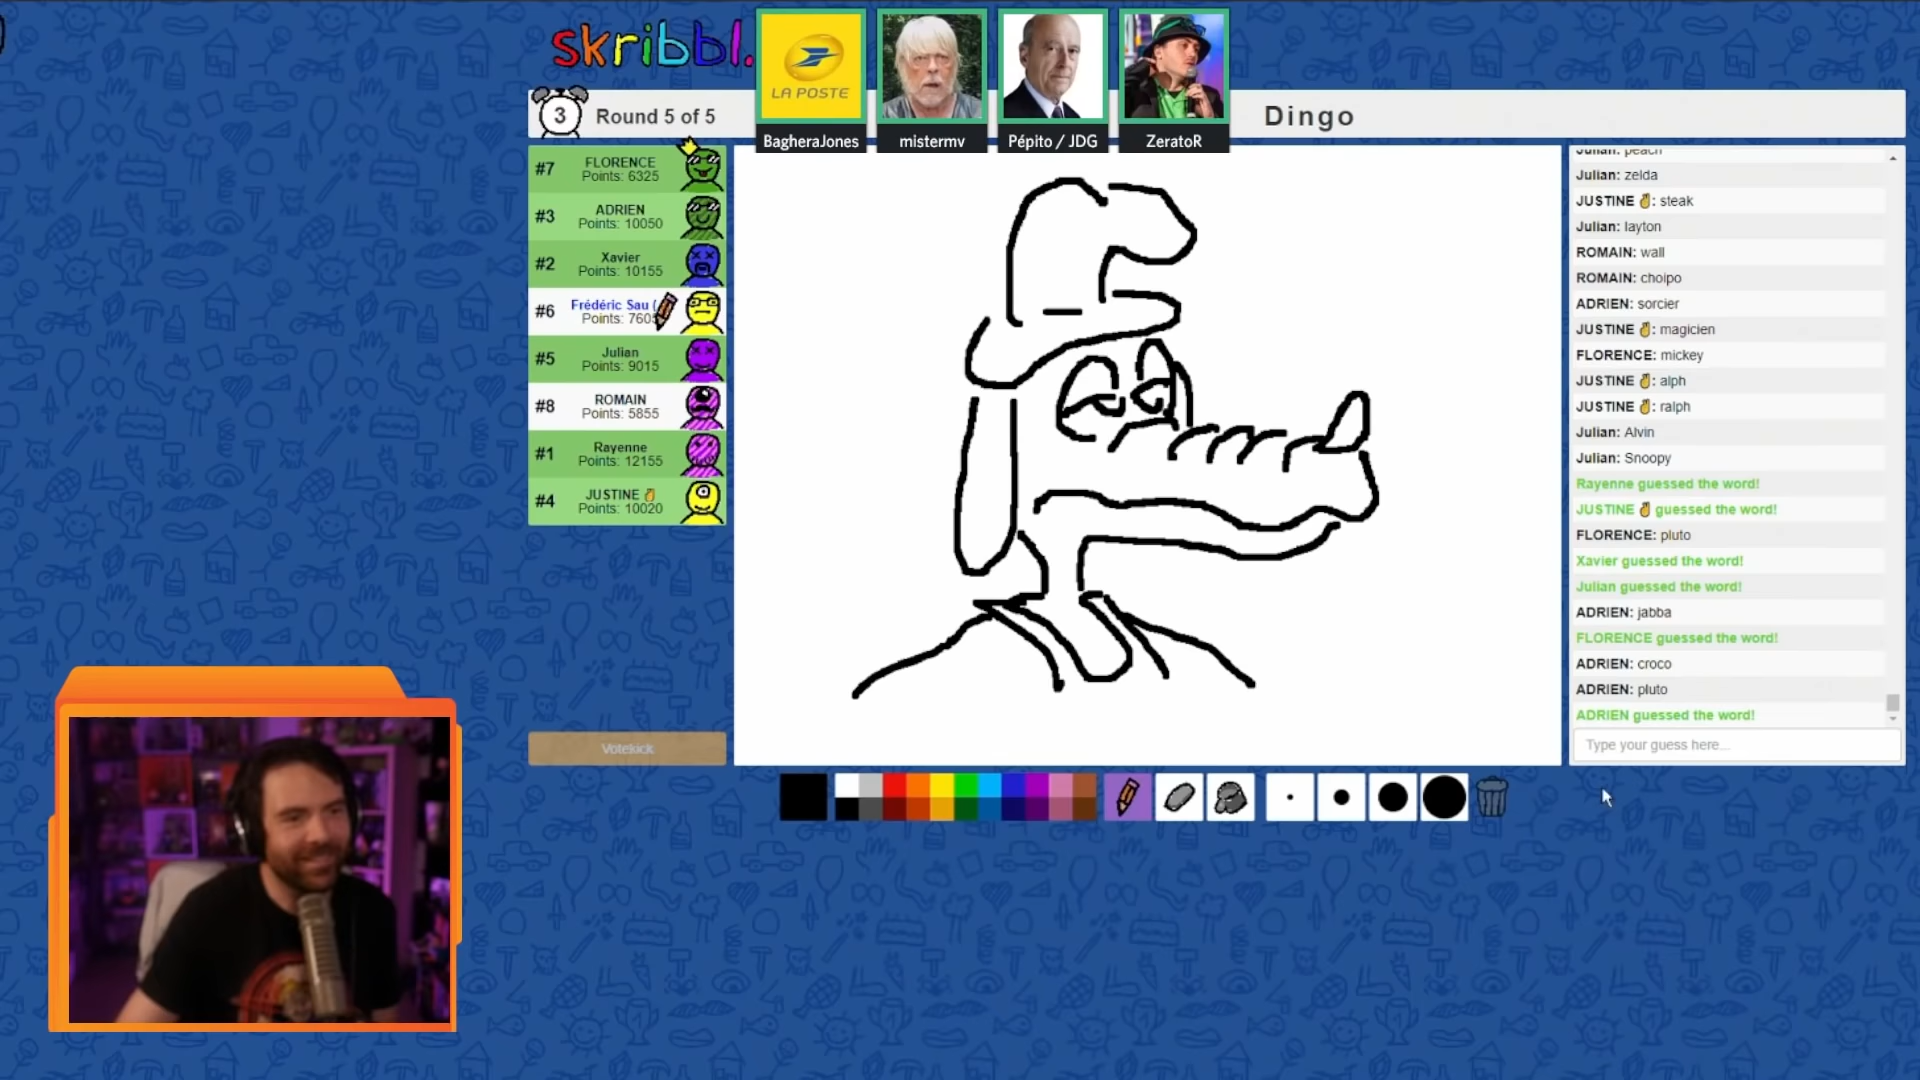 skribbl.
LA POSTE
BagheraJones
mistermv
Pépito / JDG
ZeratoR
3
Round 5 of 5
Dingo
#7
FLORENCE
Points: 6325
#3
ADRIEN
Points: 10050
#2
Xavier
Points: 10155
#6
Frédéric Sau (
Points: 7605
#5
Julian
Points: 9015
#8
ROMAIN
Points: 5855
#1
Rayenne
Points: 12155
#4
JUSTINE ✌
Points: 10020
Votekick
Julian: peach
Julian: zelda
JUSTINE ✌: steak
Julian: layton
ROMAIN: wall
ROMAIN: choipo
ADRIEN: sorcier
JUSTINE ✌: magicien
FLORENCE: mickey
JUSTINE ✌: alph
JUSTINE ✌: ralph
Julian: Alvin
Julian: Snoopy
Rayenne guessed the word!
JUSTINE ✌ guessed the word!
FLORENCE: pluto
Xavier guessed the word!
Julian guessed the word!
ADRIEN: jabba
FLORENCE guessed the word!
ADRIEN: croco
ADRIEN: pluto
ADRIEN guessed the word!
Type your guess here...